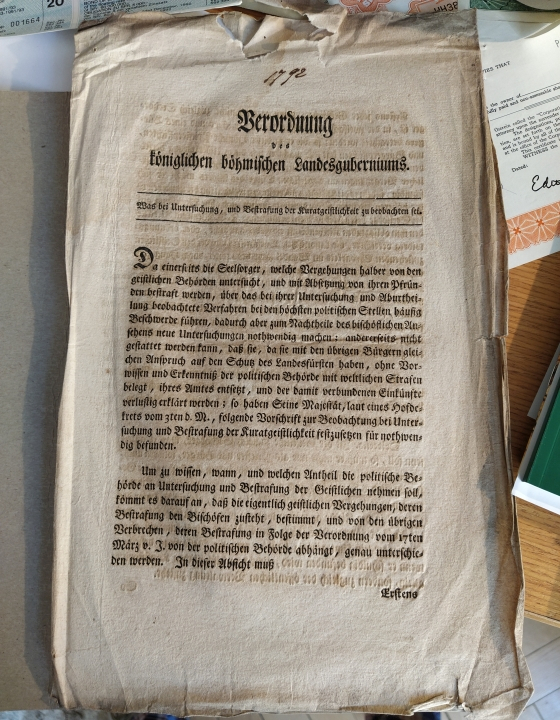 20
001664
1792
Verordnung
des
königlichen böhmischen Landesguberniums.
Was bei Untersuchung, und Bestrafung der Kuratgeistlichkeit zu beobachten sei.
Da einerseits die Seelsorger, welche Vergehungen halber von den
geistlichen Behörden untersucht, und mit Absetzung von ihren Pfrün-
den bestraft werden, über das bei ihrer Untersuchung und Aburthei-
lung beobachtete Verfahren bei den höchsten politischen Stellen häufig
Beschwerde führen, dadurch aber zum Nachtheile des bischöflichen An-
sehens neue Untersuchungen nothwendig machen: andererseits nicht
gestattet werden kann, daß sie, da sie mit den übrigen Bürgern glei-
chen Anspruch auf den Schutz des Landesfürsten haben, ohne Vor-
wissen und Erkenntniß der politischen Behörde mit weltlichen Strafen
belegt, ihres Amtes entsetzt, und der damit verbundenen Einkünfte
verlustig erklärt werden: so haben Seine Majestät, laut eines Hofde-
krets vom 3ten d. M., folgende Vorschrift zur Beobachtung bei Unter-
suchung und Bestrafung der Kuratgeistlichkeit festzusetzen für nothwen-
dig befunden.
Um zu wissen, wann, und welchen Antheil die politische Be-
hörde an Untersuchung und Bestrafung der Geistlichen nehmen soll,
kömmt es darauf an, daß die eigentlich geistlichen Vergehungen, deren
Bestrafung den Bischöfen zusteht, bestimmt, und von den übrigen
Verbrechen, deren Bestrafung in Folge der Verordnung vom 17ten
März v. J. von der politischen Behörde abhängt, genau unterschie-
den werden. In dieser Absicht muß
Erstens
THAT
the owner of
Dated: